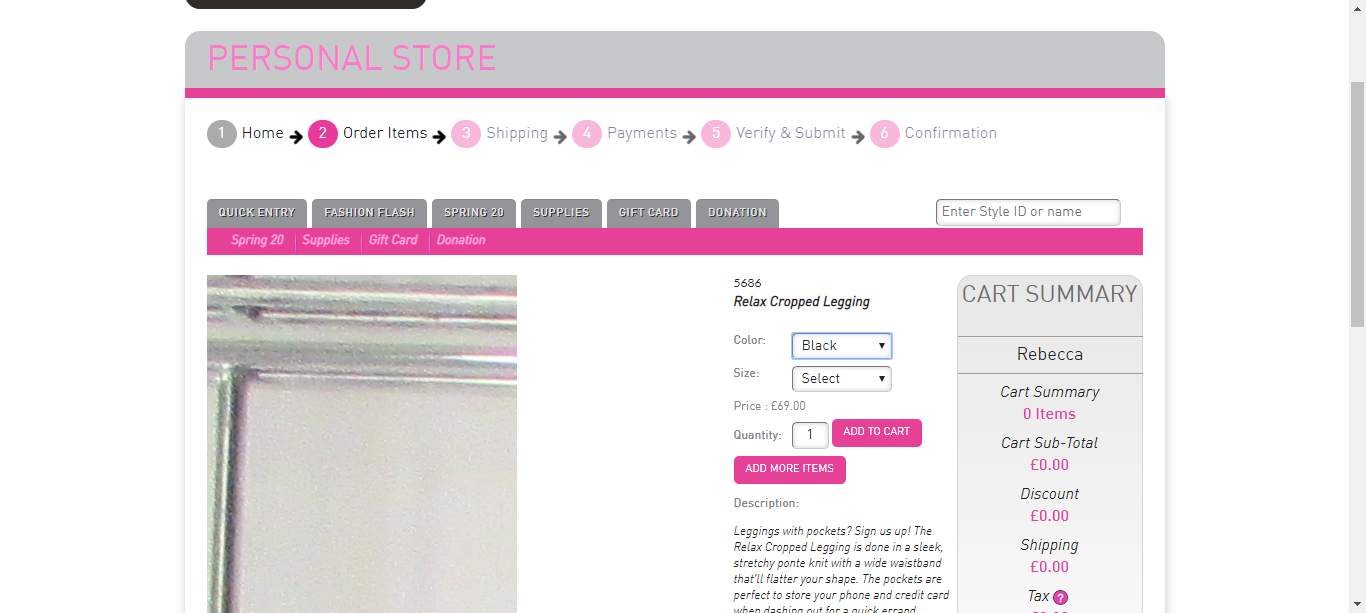 PERSONAL STORE
1 Home 2 Order Items 3 Shipping 4 Payments 5 Verify & Submit 6 Confirmation
QUICK ENTRY FASHION FLASH SPRING 20 SUPPLIES GIFT CARD DONATION
Enter Style ID or name
Spring 20 Supplies Gift Card Donation
5686
Relax Cropped Legging
Color: Black
Size: Select
Price : £69.00
Quantity: 1 ADD TO CART
ADD MORE ITEMS
Description:
Leggings with pockets? Sign us up! The
Relax Cropped Legging is done in a sleek,
stretchy ponte knit with a wide waistband
that'll flatter your shape. The pockets are
perfect to store your phone and credit card
when dashing out for a quick errand
CART SUMMARY
Rebecca
Cart Summary
0 Items
Cart Sub-Total
£0.00
Discount
£0.00
Shipping
£0.00
Tax ?